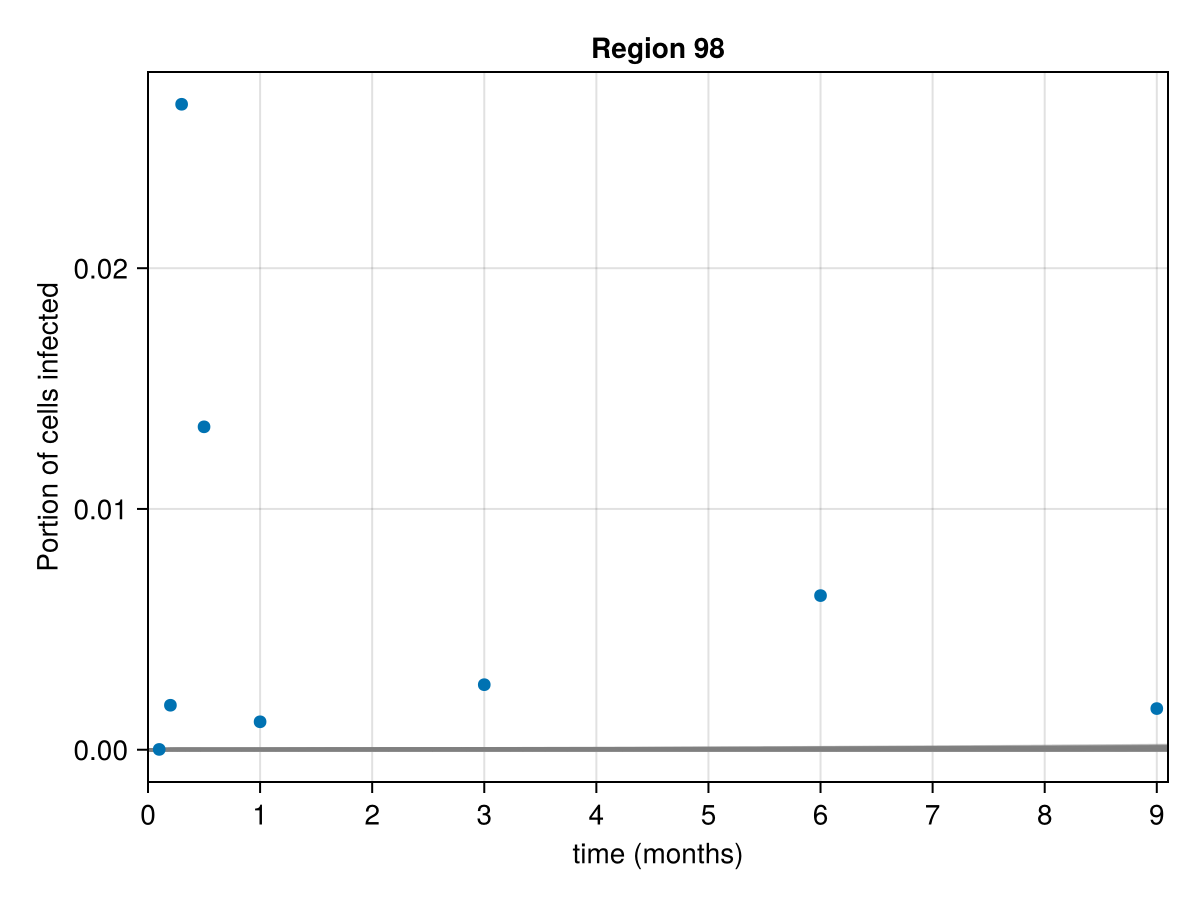 Region 98
Portion of cells infected
0.02
0.01
0.00
0 1 2 3 4 5 6 7 8 9
time (months)